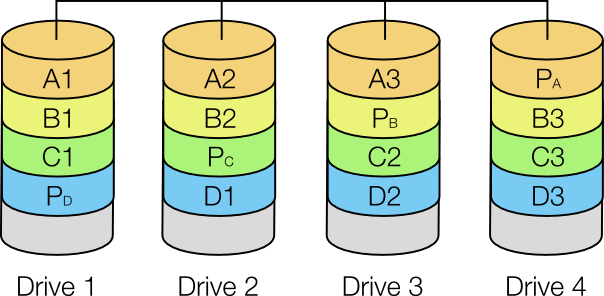 A1 A2 A3 PA
B1 B2 PB B3
C1 PC C2 C3
PD D1 D2 D3
Drive 1 Drive 2 Drive 3 Drive 4